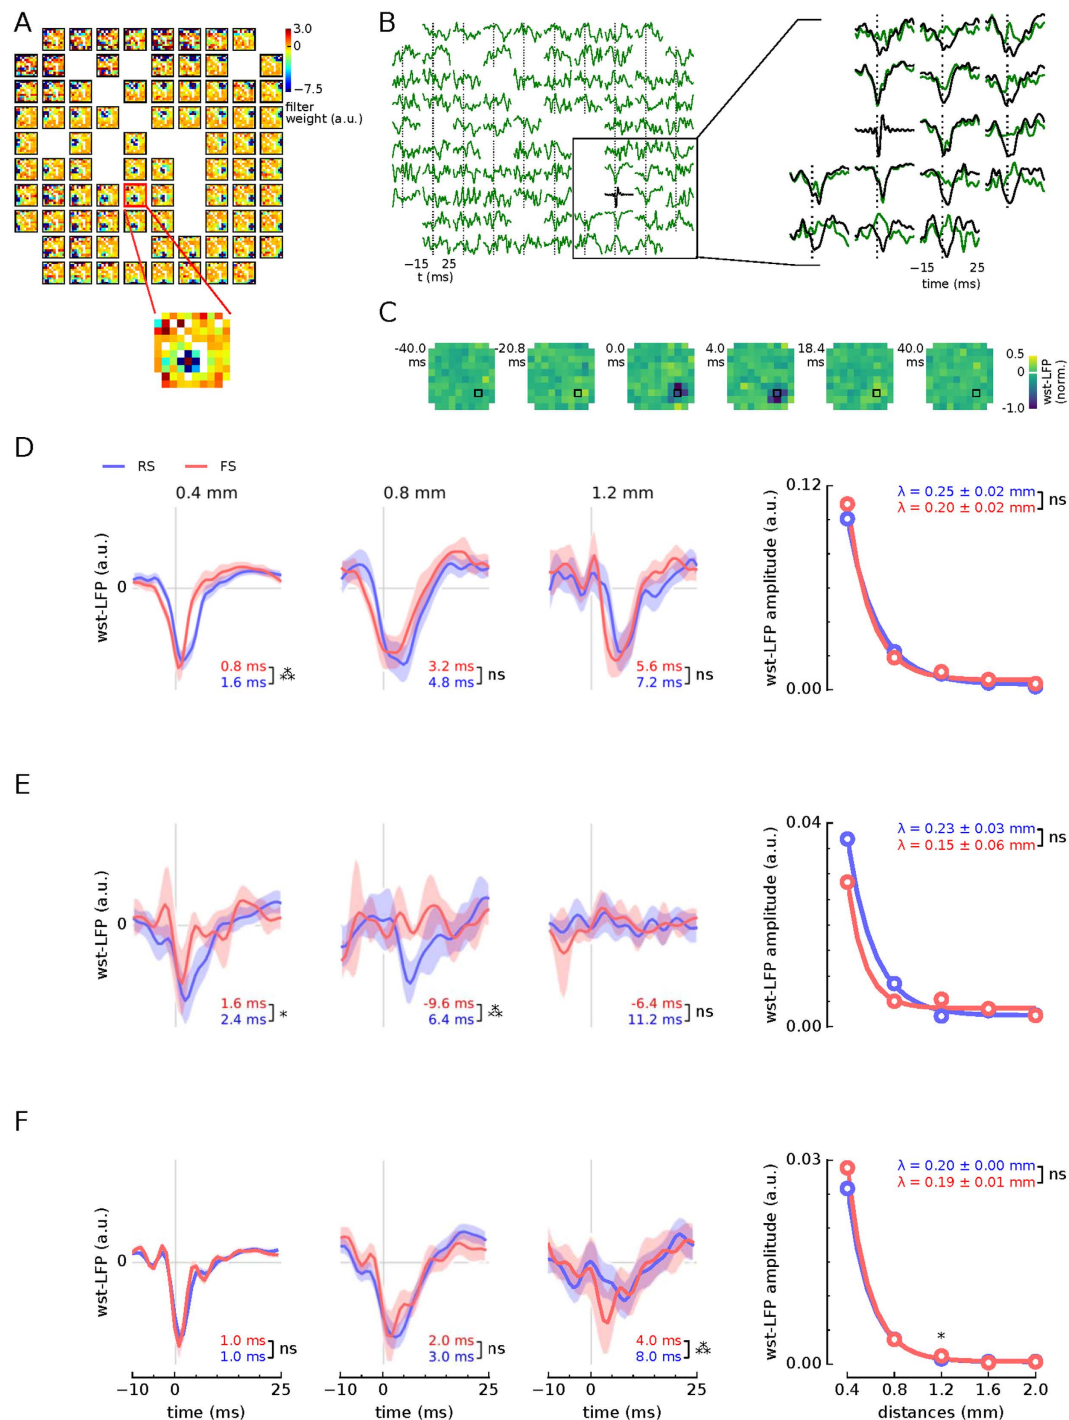 A
3.0
0
−7.5
filter
weight (a.u.)
B
−15 25
t (ms)
−15 25
time (ms)
C
-40.0
ms
-20.8
ms
0.0
ms
4.0
ms
18.4
ms
40.0
ms
0.5
0
-1.0
wst-LFP
(norm.)
D
RS FS
0.4 mm
0.8 mm
1.2 mm
wst-LFP (a.u.)
0
0.8 ms
1.6 ms
⁂
3.2 ms
4.8 ms
ns
5.6 ms
7.2 ms
ns
wst-LFP amplitude (a.u.)
0.12
0.00
λ = 0.25 ± 0.02 mm
λ = 0.20 ± 0.02 mm
ns
E
wst-LFP (a.u.)
0
1.6 ms
2.4 ms
*
-9.6 ms
6.4 ms
⁂
-6.4 ms
11.2 ms
ns
wst-LFP amplitude (a.u.)
0.04
0.00
λ = 0.23 ± 0.03 mm
λ = 0.15 ± 0.06 mm
ns
F
wst-LFP (a.u.)
0
1.0 ms
1.0 ms
ns
2.0 ms
3.0 ms
ns
4.0 ms
8.0 ms
⁂
−10 0 25
time (ms)
−10 0 25
time (ms)
−10 0 25
time (ms)
wst-LFP amplitude (a.u.)
0.03
0.00
λ = 0.20 ± 0.00 mm
λ = 0.19 ± 0.01 mm
ns
*
0.4 0.8 1.2 1.6 2.0
distances (mm)